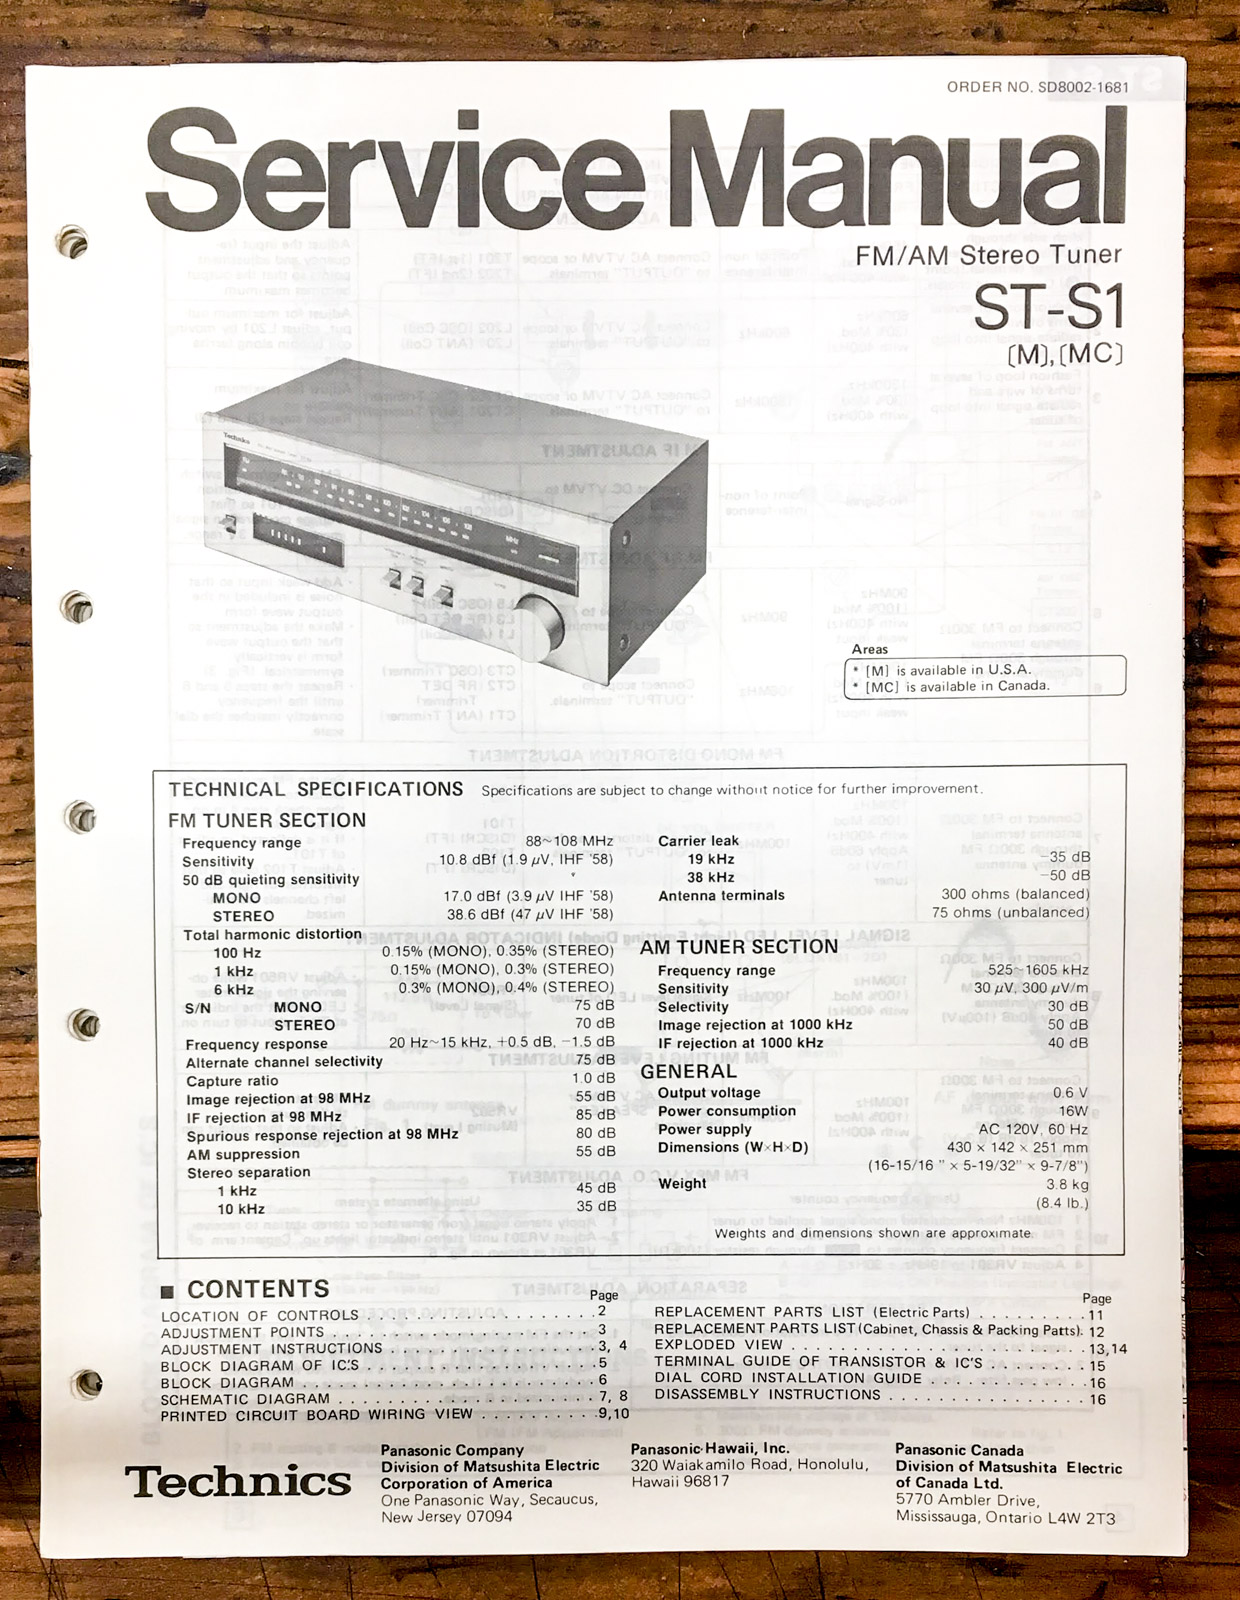 ORDER NO. SD8002-1681
Service Manual
FM/AM Stereo Tuner
ST-S1
[M], [MC]
Technics
Areas
* [M] is available in U.S.A.
* [MC] is available in Canada.
TECHNICAL SPECIFICATIONS Specifications are subject to change without notice for further improvement.
FM TUNER SECTION
Frequency range 88~108 MHz
Sensitivity 10.8 dBf (1.9 μV, IHF '58)
50 dB quieting sensitivity
MONO 17.0 dBf (3.9 μV IHF '58)
STEREO 38.6 dBf (47 μV IHF '58)
Total harmonic distortion
100 Hz 0.15% (MONO), 0.35% (STEREO)
1 kHz 0.15% (MONO), 0.3% (STEREO)
6 kHz 0.3% (MONO), 0.4% (STEREO)
S/N MONO 75 dB
STEREO 70 dB
Frequency response 20 Hz~15 kHz, +0.5 dB, −1.5 dB
Alternate channel selectivity 75 dB
Capture ratio 1.0 dB
Image rejection at 98 MHz 55 dB
IF rejection at 98 MHz 85 dB
Spurious response rejection at 98 MHz 80 dB
AM suppression 55 dB
Stereo separation
1 kHz 45 dB
10 kHz 35 dB
Carrier leak
19 kHz −35 dB
38 kHz −50 dB
Antenna terminals 300 ohms (balanced)
75 ohms (unbalanced)
AM TUNER SECTION
Frequency range 525~1605 kHz
Sensitivity 30 μV, 300 μV/m
Selectivity 30 dB
Image rejection at 1000 kHz 50 dB
IF rejection at 1000 kHz 40 dB
GENERAL
Output voltage 0.6 V
Power consumption 16W
Power supply AC 120V, 60 Hz
Dimensions (W×H×D) 430 × 142 × 251 mm
(16-15/16 " × 5-19/32" × 9-7/8")
Weight 3.8 kg
(8.4 lb.)
Weights and dimensions shown are approximate.
■ CONTENTS
Page
LOCATION OF CONTROLS . . . . . . . . . . . . . . . . . . . . 2
ADJUSTMENT POINTS . . . . . . . . . . . . . . . . . . . . . . 3
ADJUSTMENT INSTRUCTIONS . . . . . . . . . . . . . . . . 3, 4
BLOCK DIAGRAM OF IC'S . . . . . . . . . . . . . . . . . . . 5
BLOCK DIAGRAM . . . . . . . . . . . . . . . . . . . . . . . . 6
SCHEMATIC DIAGRAM . . . . . . . . . . . . . . . . . . . . 7, 8
PRINTED CIRCUIT BOARD WIRING VIEW . . . . . . . . . . 9,10
Page
REPLACEMENT PARTS LIST (Electric Parts) . . . . . . . . . . 11
REPLACEMENT PARTS LIST (Cabinet, Chassis & Packing Parts). 12
EXPLODED VIEW . . . . . . . . . . . . . . . . . . . . . . . . 13,14
TERMINAL GUIDE OF TRANSISTOR & IC'S . . . . . . . . . 15
DIAL CORD INSTALLATION GUIDE . . . . . . . . . . . . . . 16
DISASSEMBLY INSTRUCTIONS . . . . . . . . . . . . . . . . . 16
Technics
Panasonic Company
Division of Matsushita Electric
Corporation of America
One Panasonic Way, Secaucus,
New Jersey 07094
Panasonic Hawaii, Inc.
320 Waiakamilo Road, Honolulu,
Hawaii 96817
Panasonic Canada
Division of Matsushita Electric
of Canada Ltd.
5770 Ambler Drive,
Mississauga, Ontario L4W 2T3